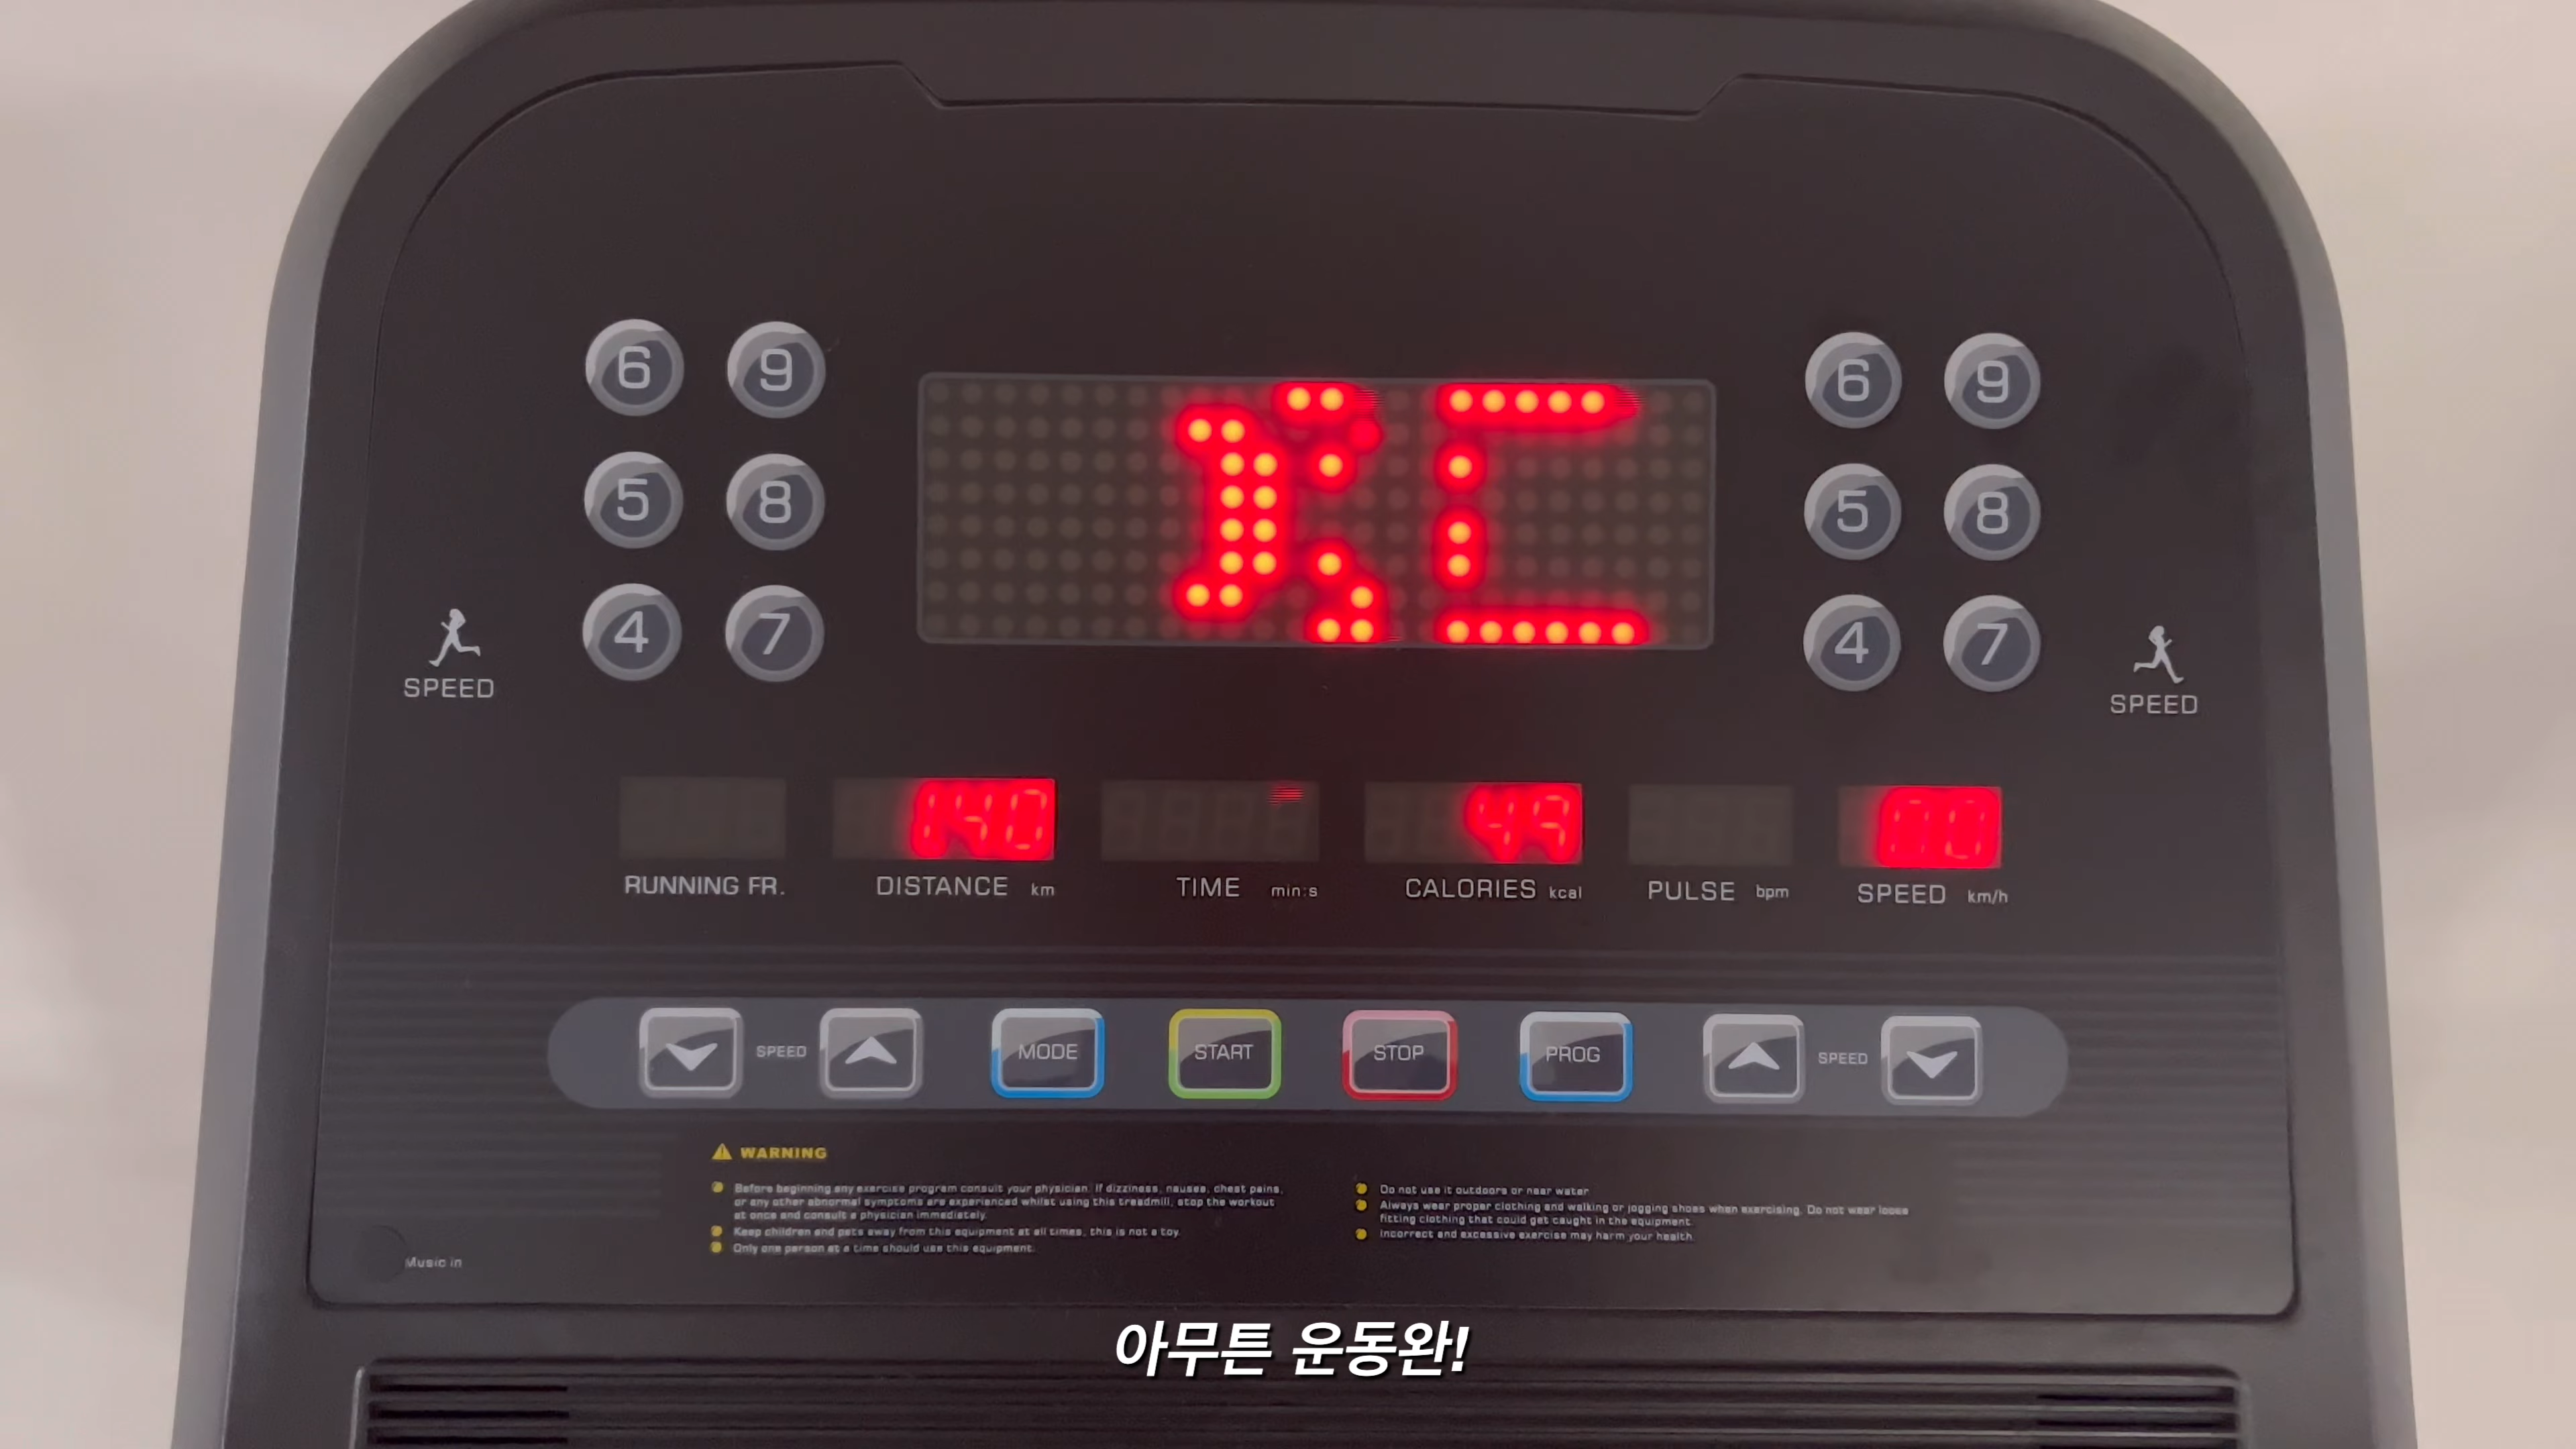 6 9 6 9
5 8 5 8
4 7 4 7
SPEED SPEED
140 49 00
RUNNING FR. DISTANCE km TIME min:s CALORIES kcal PULSE bpm SPEED km/h
SPEED MODE START STOP PROG SPEED
WARNING
Before beginning any exercise program consult your physician. If dizziness, nausea, chest pains,
or any other abnormal symptoms are experienced whilst using this treadmill, stop the workout
at once and consult a physician immediately.
Keep children and pets away from this equipment at all times, this is not a toy.
Only one person at a time should use this equipment.
Do not use it outdoors or near water
Always wear proper clothing and walking or jogging shoes when exercising. Do not wear loose
fitting clothing that could get caught in the equipment.
Incorrect and excessive exercise may harm your health.
Music in
아무튼 운동완!